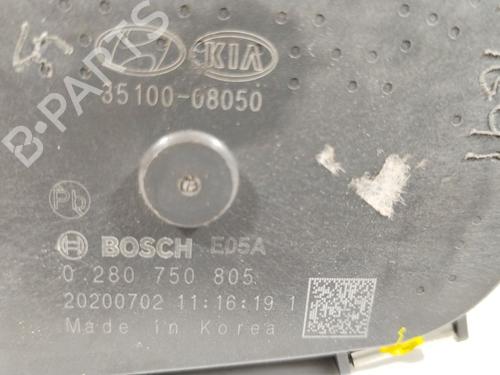 KIA
35100-08050
B-PARTS
Pb
BOSCH E05A
0 280 750 805
20200702 11:16:19 1
Made in Korea